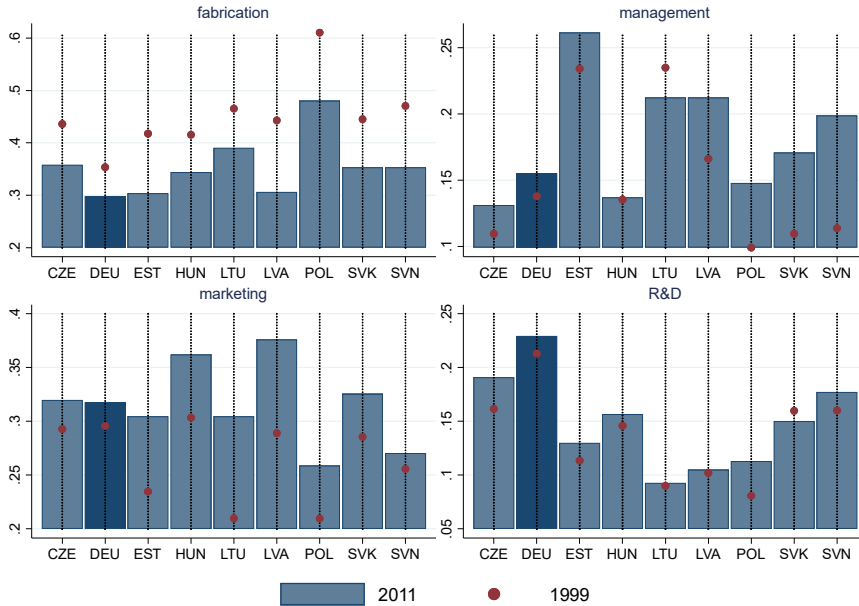 fabrication
.6
.5
.4
.3
.2
CZE DEU EST HUN LTU LVA POL SVK SVN
management
.25
.2
.15
.1
CZE DEU EST HUN LTU LVA POL SVK SVN
marketing
.4
.35
.3
.25
.2
CZE DEU EST HUN LTU LVA POL SVK SVN
R&D
.25
.2
.15
.1
.05
CZE DEU EST HUN LTU LVA POL SVK SVN
2011 1999